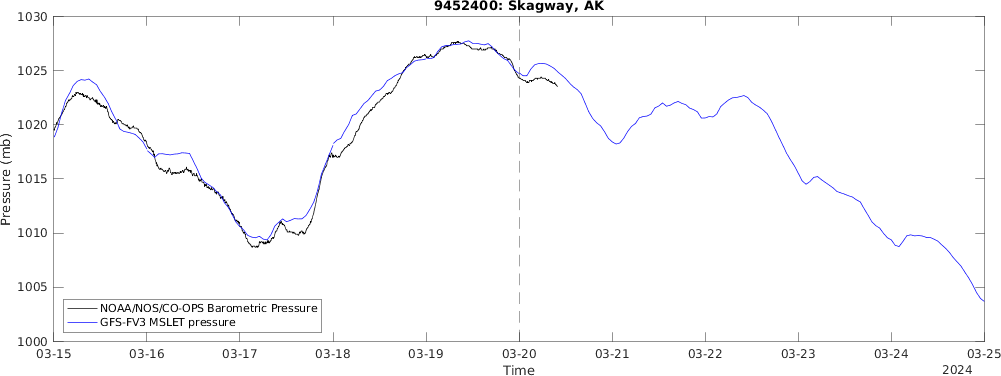 9452400: Skagway, AK
1030
1025
1020
1015
1010
1005
1000
Pressure (mb)
NOAA/NOS/CO-OPS Barometric Pressure
GFS-FV3 MSLET pressure
03-15 03-16 03-17 03-18 03-19 03-20 03-21 03-22 03-23 03-24 03-25
Time
2024